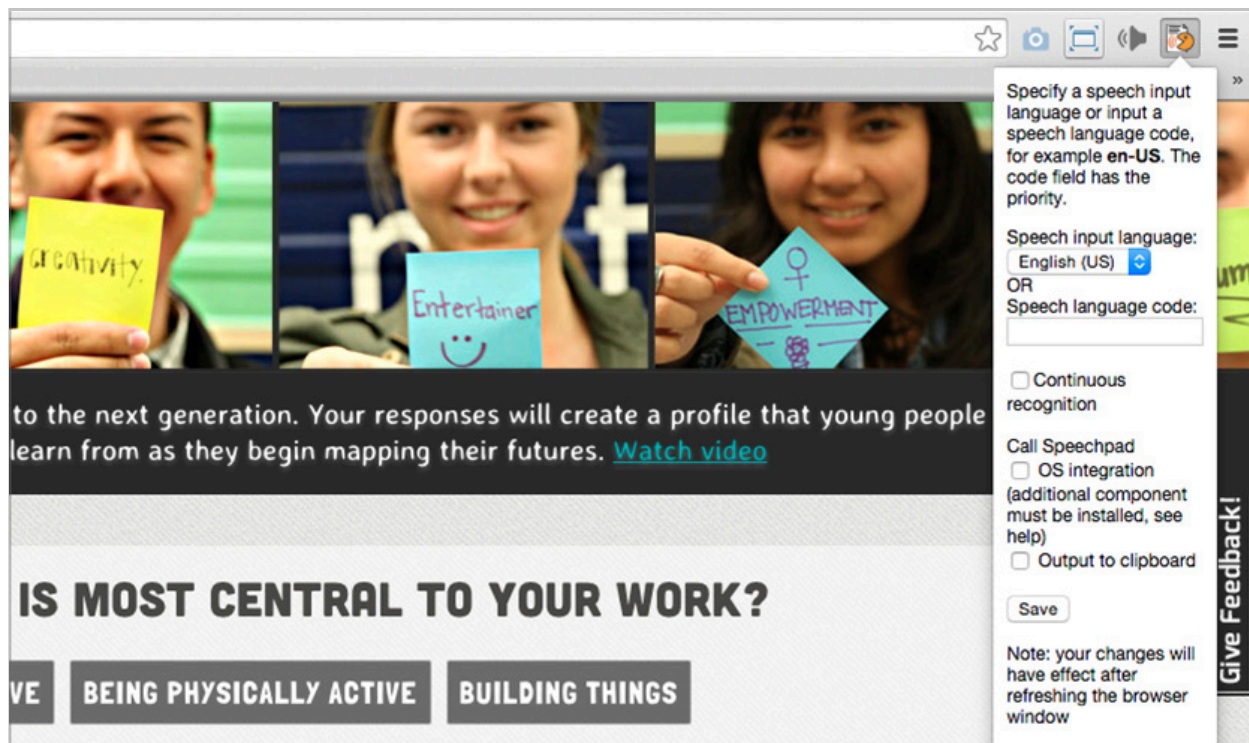 Specify a speech input
language or input a
speech language code,
for example en-US. The
code field has the
priority.
Speech input language:
English (US)
OR
Speech language code:
Continuous
recognition
Call Speechpad
OS integration
(additional component
must be installed, see
help)
Output to clipboard
Save
Note: your changes will
have effect after
refreshing the browser
window
»
creativity.
Entertainer
EMPOWERMENT
um
to the next generation. Your responses will create a profile that young people
learn from as they begin mapping their futures. Watch video
IS MOST CENTRAL TO YOUR WORK?
VE
BEING PHYSICALLY ACTIVE
BUILDING THINGS
Give Feedback!